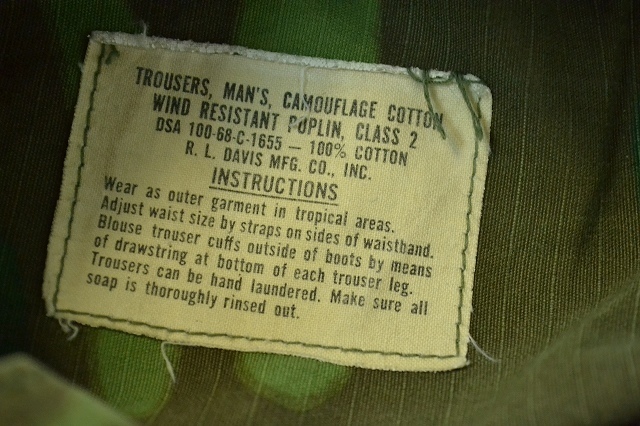 TROUSERS, MAN'S, CAMOUFLAGE COTTON
WIND RESISTANT POPLIN, CLASS 2
DSA 100-68-C-1655 — 100% COTTON
R. L. DAVIS MFG. CO., INC.
INSTRUCTIONS
Wear as outer garment in tropical areas.
Adjust waist size by straps on sides of waistband.
Blouse trouser cuffs outside of boots by means
of drawstring at bottom of each trouser leg.
Trousers can be hand laundered. Make sure all
soap is thoroughly rinsed out.